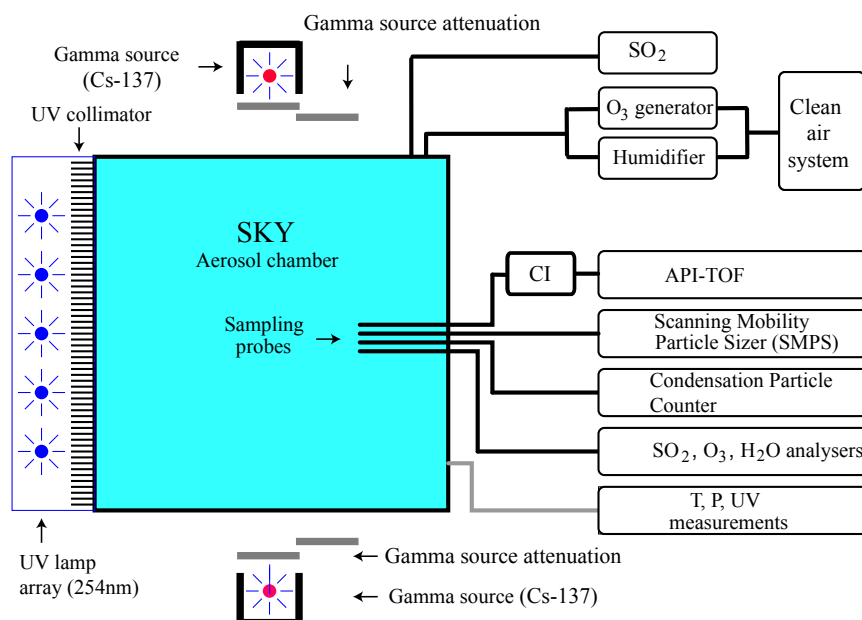 Gamma source attenuation
Gamma source
(Cs-137)
UV collimator
SO₂
O₃ generator
Humidifier
Clean
air
system
SKY
Aerosol chamber
Sampling
probes
CI
API-TOF
Scanning Mobility
Particle Sizer (SMPS)
Condensation Particle
Counter
SO₂, O₃, H₂O analysers
T, P, UV
measurements
UV lamp
array (254nm)
Gamma source attenuation
Gamma source (Cs-137)